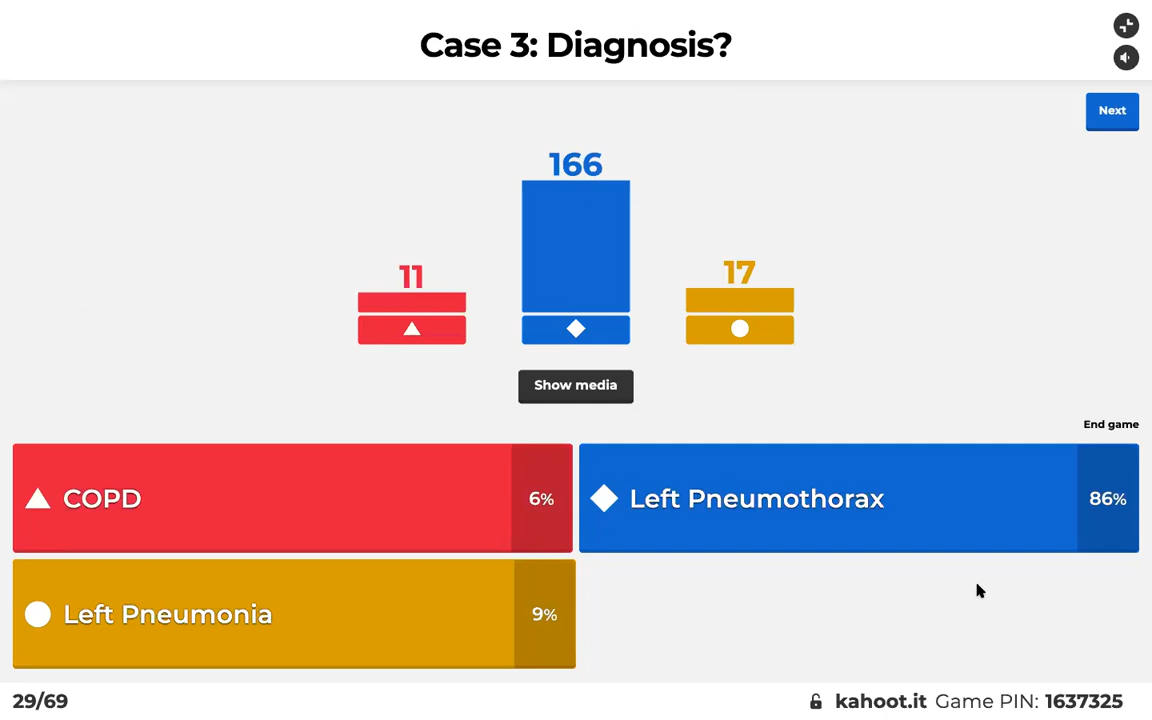 Case 3: Diagnosis?
Next
166
11
17
Show media
End game
COPD 6%
Left Pneumothorax 86%
Left Pneumonia 9%
29/69
kahoot.it Game PIN: 1637325